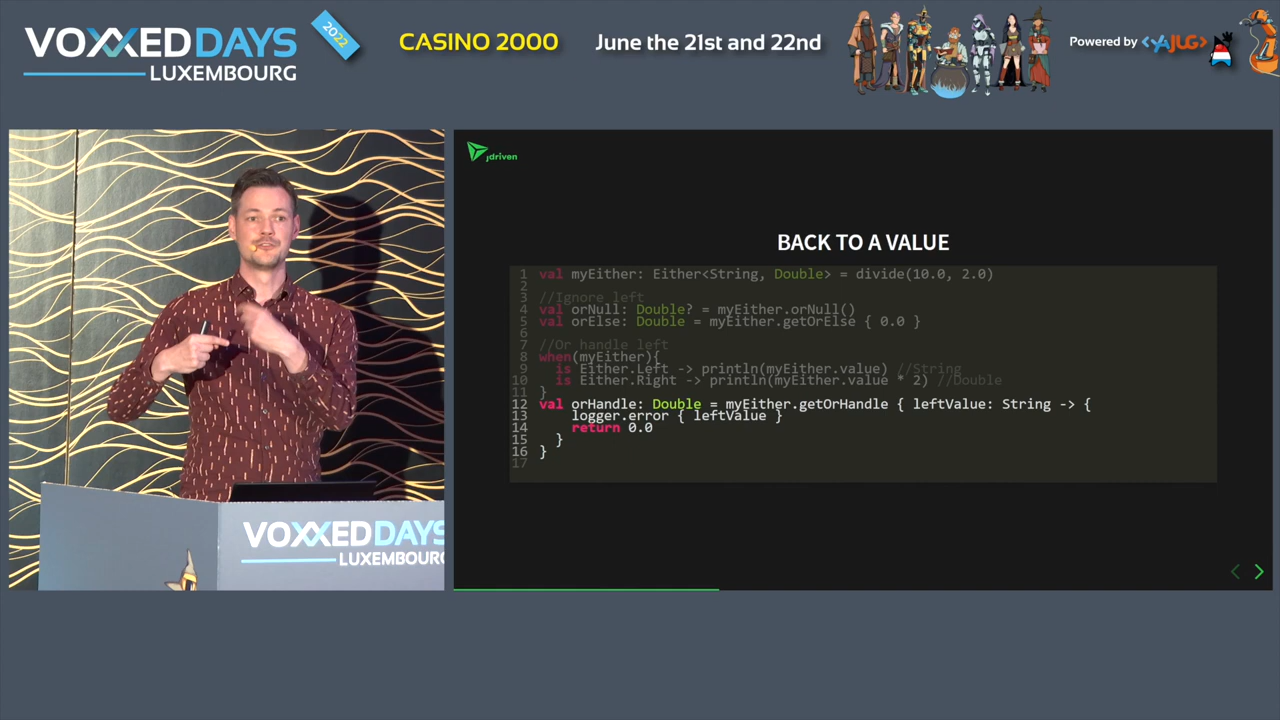 VOXXED DAYS
LUXEMBOURG
2022
CASINO 2000
June the 21st and 22nd
Powered by <YAJUG>
jdriven
BACK TO A VALUE
1 val myEither: Either<String, Double> = divide(10.0, 2.0)
2
3 //Ignore left
4 val orNull: Double? = myEither.orNull()
5 val orElse: Double = myEither.getOrElse { 0.0 }
6
7 //Or handle left
8 when(myEither){
9 is Either.Left -> println(myEither.value) //String
10 is Either.Right -> println(myEither.value * 2) //Double
11 }
12 val orHandle: Double = myEither.getOrHandle { leftValue: String -> {
13 logger.error { leftValue }
14 return 0.0
15 }
16 }
17
VOXXED DAYS
LUXEMBOURG